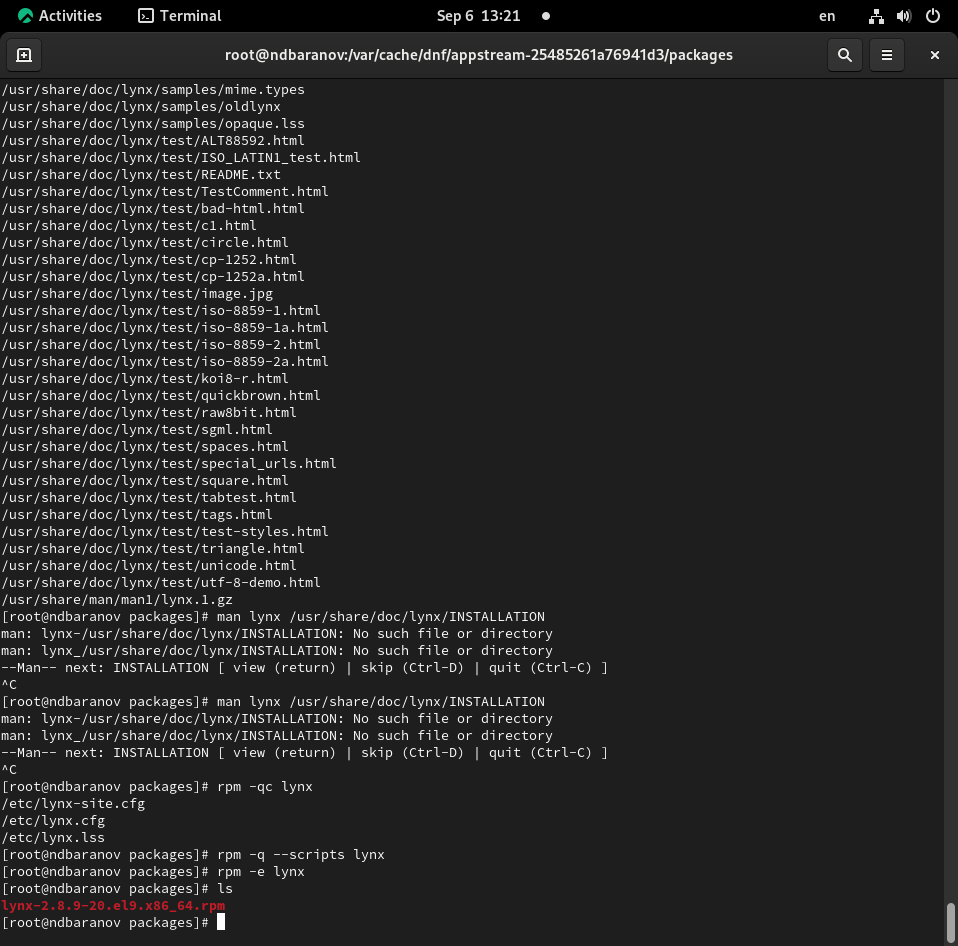 Activities
Terminal
Sep 6 13:21
en
root@ndbaranov:/var/cache/dnf/appstream-25485261a76941d3/packages
/usr/share/doc/lynx/samples/mime.types
/usr/share/doc/lynx/samples/oldlynx
/usr/share/doc/lynx/samples/opaque.lss
/usr/share/doc/lynx/test/ALT88592.html
/usr/share/doc/lynx/test/ISO_LATIN1_test.html
/usr/share/doc/lynx/test/README.txt
/usr/share/doc/lynx/test/TestComment.html
/usr/share/doc/lynx/test/bad-html.html
/usr/share/doc/lynx/test/c1.html
/usr/share/doc/lynx/test/circle.html
/usr/share/doc/lynx/test/cp-1252.html
/usr/share/doc/lynx/test/cp-1252a.html
/usr/share/doc/lynx/test/image.jpg
/usr/share/doc/lynx/test/iso-8859-1.html
/usr/share/doc/lynx/test/iso-8859-1a.html
/usr/share/doc/lynx/test/iso-8859-2.html
/usr/share/doc/lynx/test/iso-8859-2a.html
/usr/share/doc/lynx/test/koi8-r.html
/usr/share/doc/lynx/test/quickbrown.html
/usr/share/doc/lynx/test/raw8bit.html
/usr/share/doc/lynx/test/sgml.html
/usr/share/doc/lynx/test/spaces.html
/usr/share/doc/lynx/test/special_urls.html
/usr/share/doc/lynx/test/square.html
/usr/share/doc/lynx/test/tabtest.html
/usr/share/doc/lynx/test/tags.html
/usr/share/doc/lynx/test/test-styles.html
/usr/share/doc/lynx/test/triangle.html
/usr/share/doc/lynx/test/unicode.html
/usr/share/doc/lynx/test/utf-8-demo.html
/usr/share/man/man1/lynx.1.gz
[root@ndbaranov packages]# man lynx /usr/share/doc/lynx/INSTALLATION
man: lynx-/usr/share/doc/lynx/INSTALLATION: No such file or directory
man: lynx_/usr/share/doc/lynx/INSTALLATION: No such file or directory
--Man-- next: INSTALLATION [ view (return) | skip (Ctrl-D) | quit (Ctrl-C) ]
^C
[root@ndbaranov packages]# man lynx /usr/share/doc/lynx/INSTALLATION
man: lynx-/usr/share/doc/lynx/INSTALLATION: No such file or directory
man: lynx_/usr/share/doc/lynx/INSTALLATION: No such file or directory
--Man-- next: INSTALLATION [ view (return) | skip (Ctrl-D) | quit (Ctrl-C) ]
^C
[root@ndbaranov packages]# rpm -qc lynx
/etc/lynx-site.cfg
/etc/lynx.cfg
/etc/lynx.lss
[root@ndbaranov packages]# rpm -q --scripts lynx
[root@ndbaranov packages]# rpm -e lynx
[root@ndbaranov packages]# ls
lynx-2.8.9-20.el9.x86_64.rpm
[root@ndbaranov packages]#